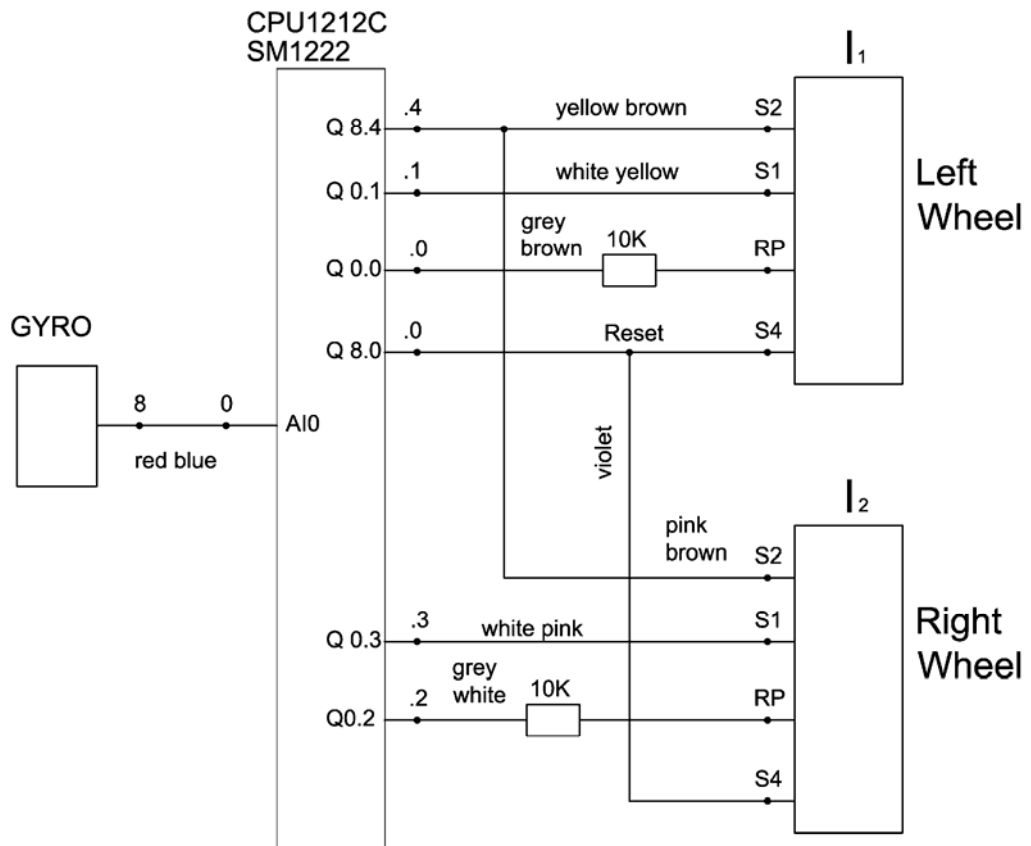 CPU1212C
SM1222
I1
Q 8.4
.4
yellow brown
S2
Q 0.1
.1
white yellow
S1
Left
Wheel
grey
brown
10K
Q 0.0
.0
RP
GYRO
Q 8.0
.0
Reset
S4
8
0
AI0
red blue
violet
I2
pink
brown
S2
Q 0.3
.3
white pink
S1
Right
Wheel
grey
white
10K
Q0.2
.2
RP
S4